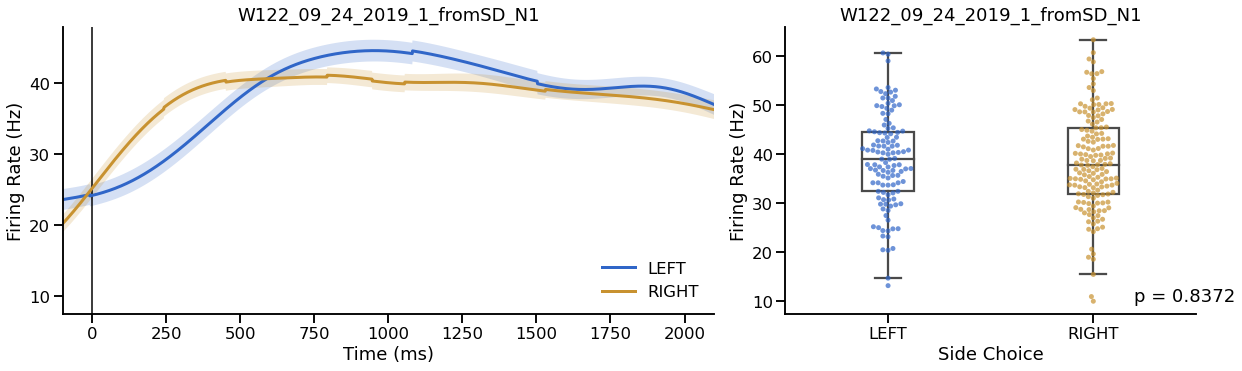 W122_09_24_2019_1_fromSD_N1
Firing Rate (Hz)
40
30
20
10
LEFT
RIGHT
0 250 500 750 1000 1250 1500 1750 2000
Time (ms)
W122_09_24_2019_1_fromSD_N1
Firing Rate (Hz)
60
50
40
30
20
10
p = 0.8372
LEFT RIGHT
Side Choice